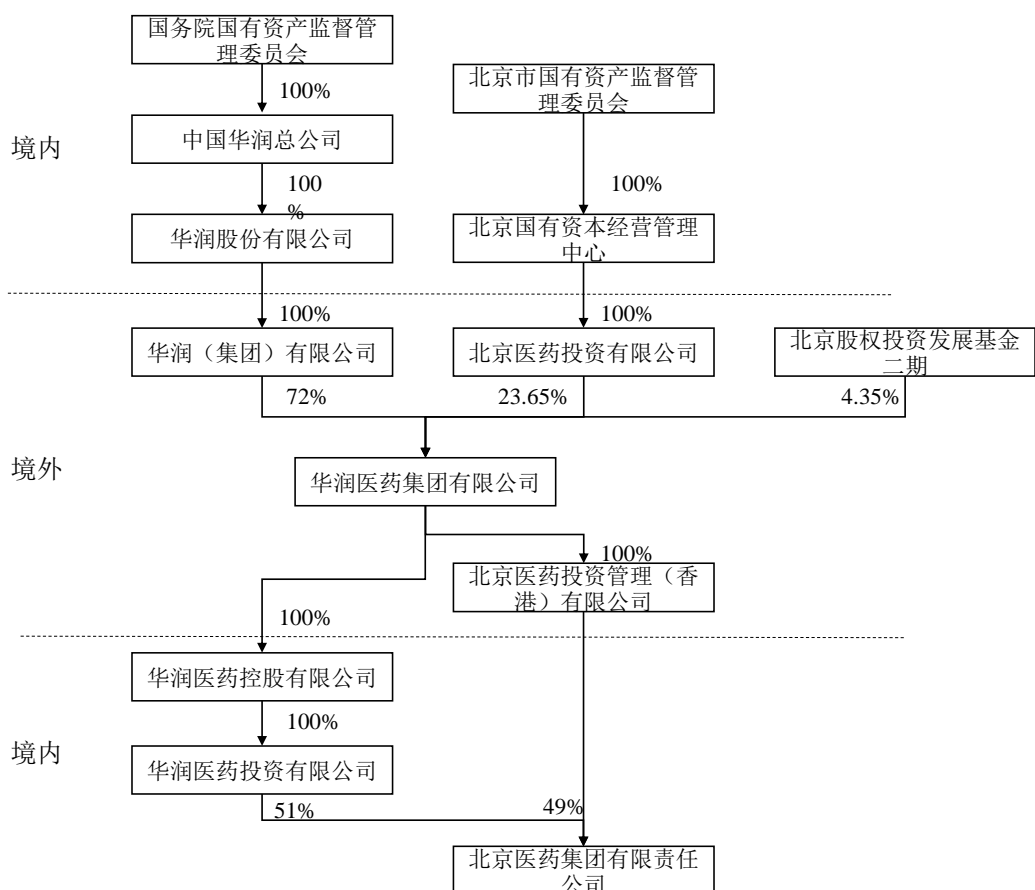 国务院国有资产监督管
理委员会
北京市国有资产监督管
理委员会
100%
中国华润总公司
境内
100
%
100%
华润股份有限公司
北京国有资本经营管理
中心
100%
100%
华润（集团）有限公司
北京医药投资有限公司
北京股权投资发展基金
二期
72%
23.65%
4.35%
境外
华润医药集团有限公司
100%
北京医药投资管理（香
港）有限公司
100%
华润医药控股有限公司
100%
境内
华润医药投资有限公司
51%
49%
北京医药集团有限责任
公司